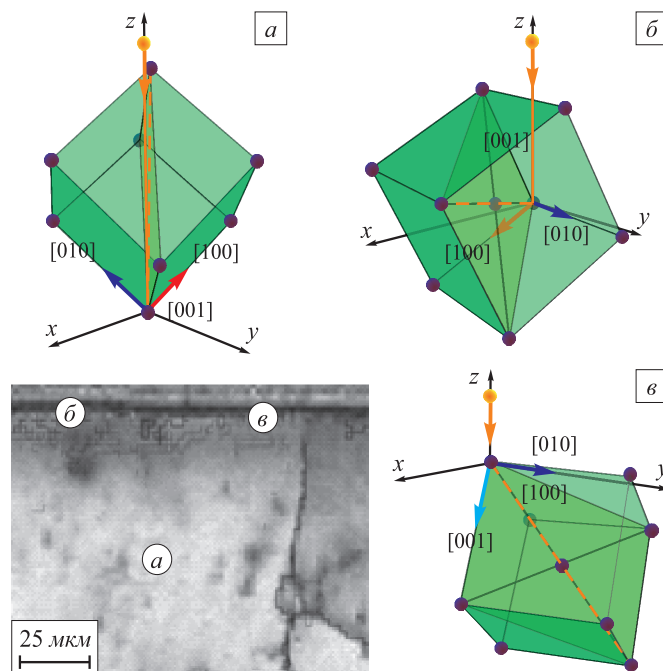 z
а
[010]
[100]
[001]
x
y
z
б
[001]
x
[100]
[010]
y
б
в
а
25 мкм
z
в
[010]
x
[100]
y
[001]